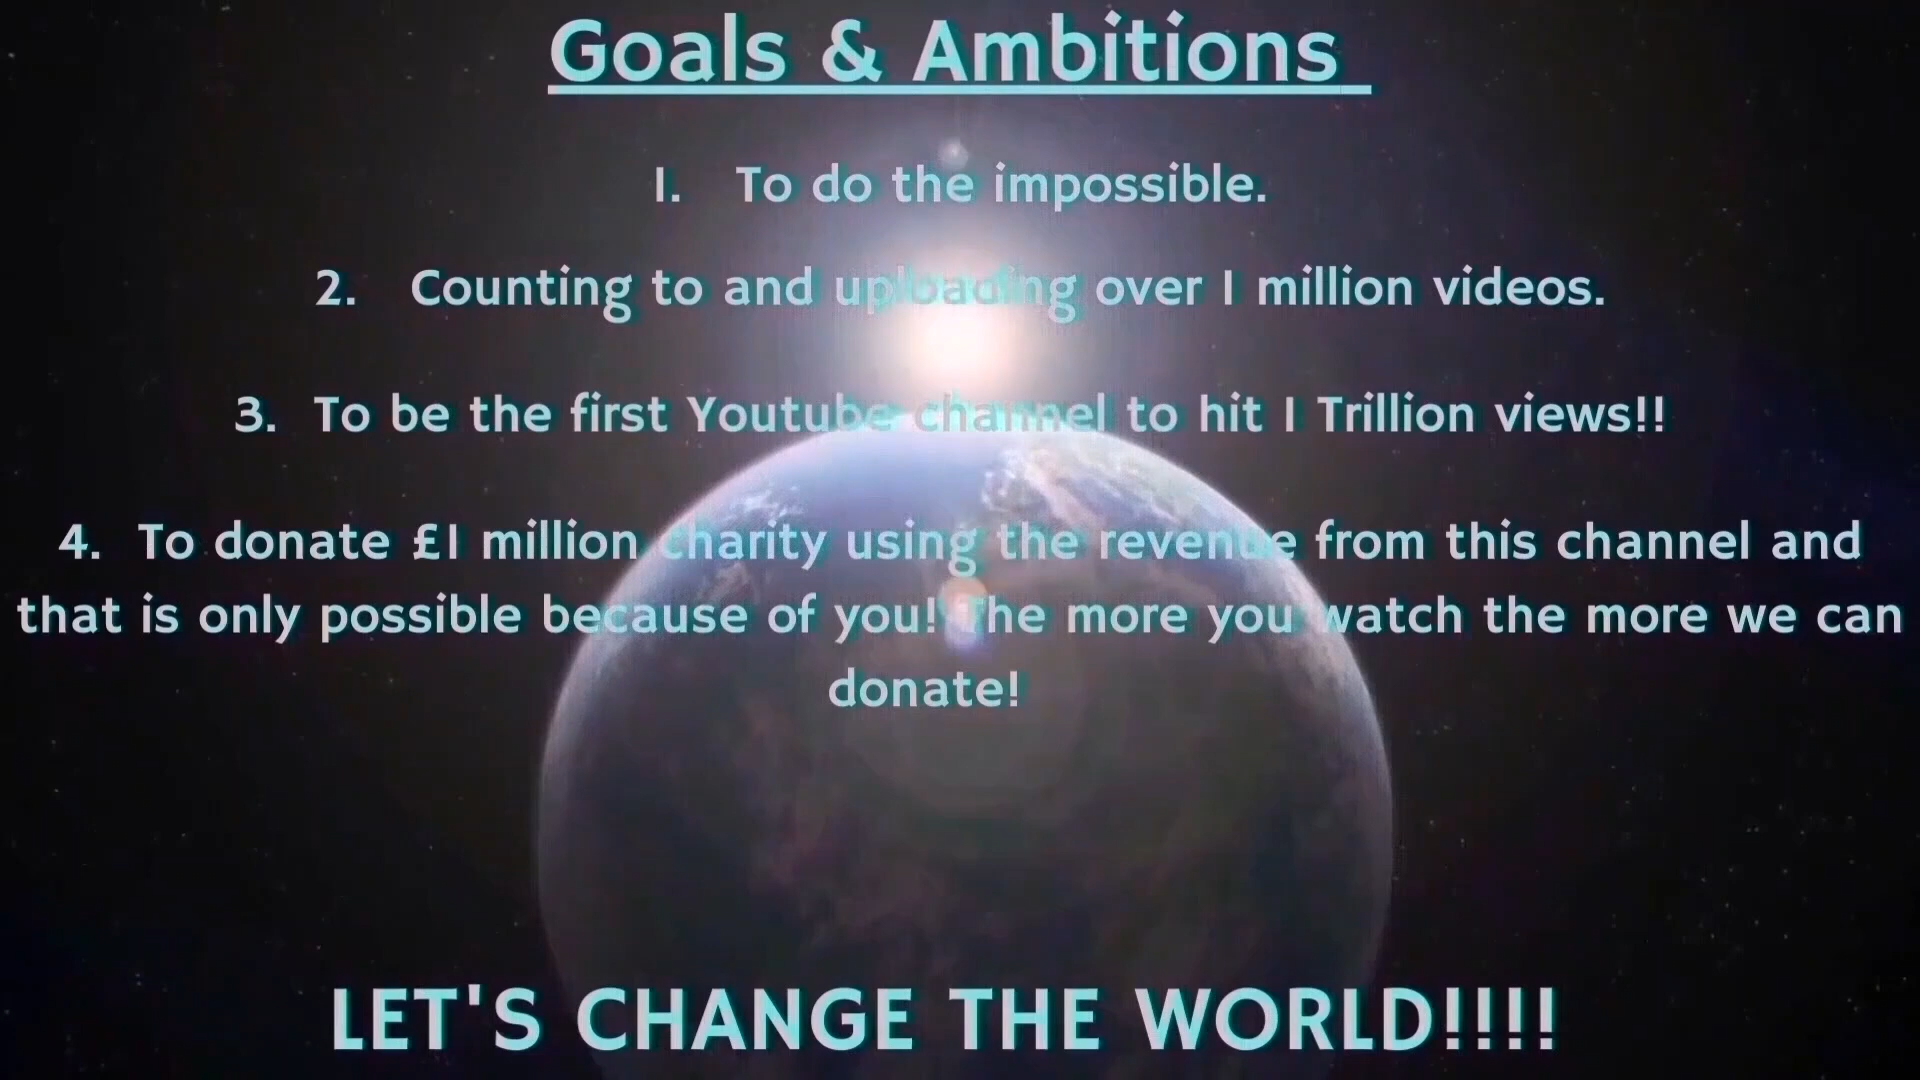 Goals & Ambitions
1. To do the impossible.
2. Counting to and uploading over 1 million videos.
3. To be the first Youtube channel to hit 1 Trillion views!!
4. To donate £1 million charity using the revenue from this channel and
that is only possible because of you! The more you watch the more we can
donate!
LET'S CHANGE THE WORLD!!!!